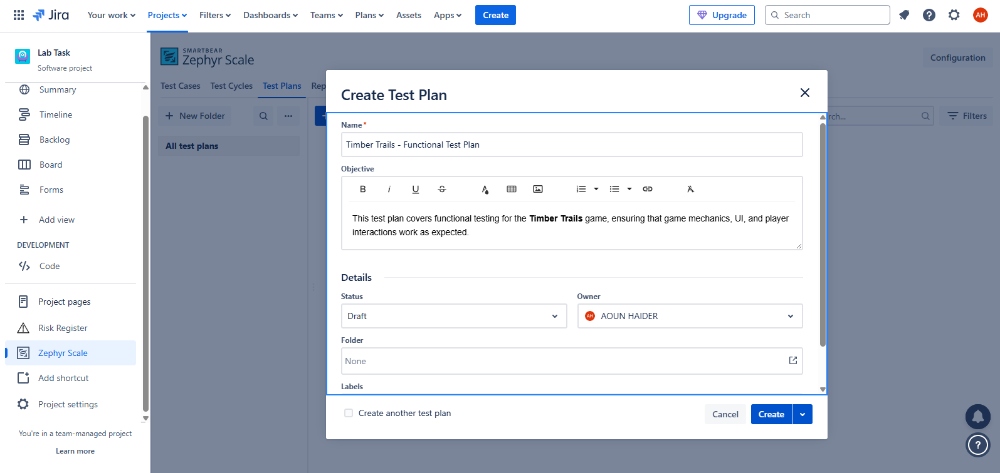 Jira
Your work
Projects
Filters
Dashboards
Teams
Plans
Assets
Apps
Create
Upgrade
Search
AH
Lab Task
Software project
Summary
Timeline
Backlog
Board
Forms
Add view
DEVELOPMENT
Code
Project pages
Risk Register
Zephyr Scale
Add shortcut
Project settings
You're in a team-managed project
Learn more
SMARTBEAR
Zephyr Scale
Configuration
Test Cases
Test Cycles
Test Plans
Rep
New Folder
rch...
Filters
All test plans
Create Test Plan
Name*
Timber Trails - Functional Test Plan
Objective
B i U S A
This test plan covers functional testing for the Timber Trails game, ensuring that game mechanics, UI, and player
interactions work as expected.
Details
Status
Draft
Owner
AH AOUN HAIDER
Folder
None
Labels
Create another test plan
Cancel
Create
?